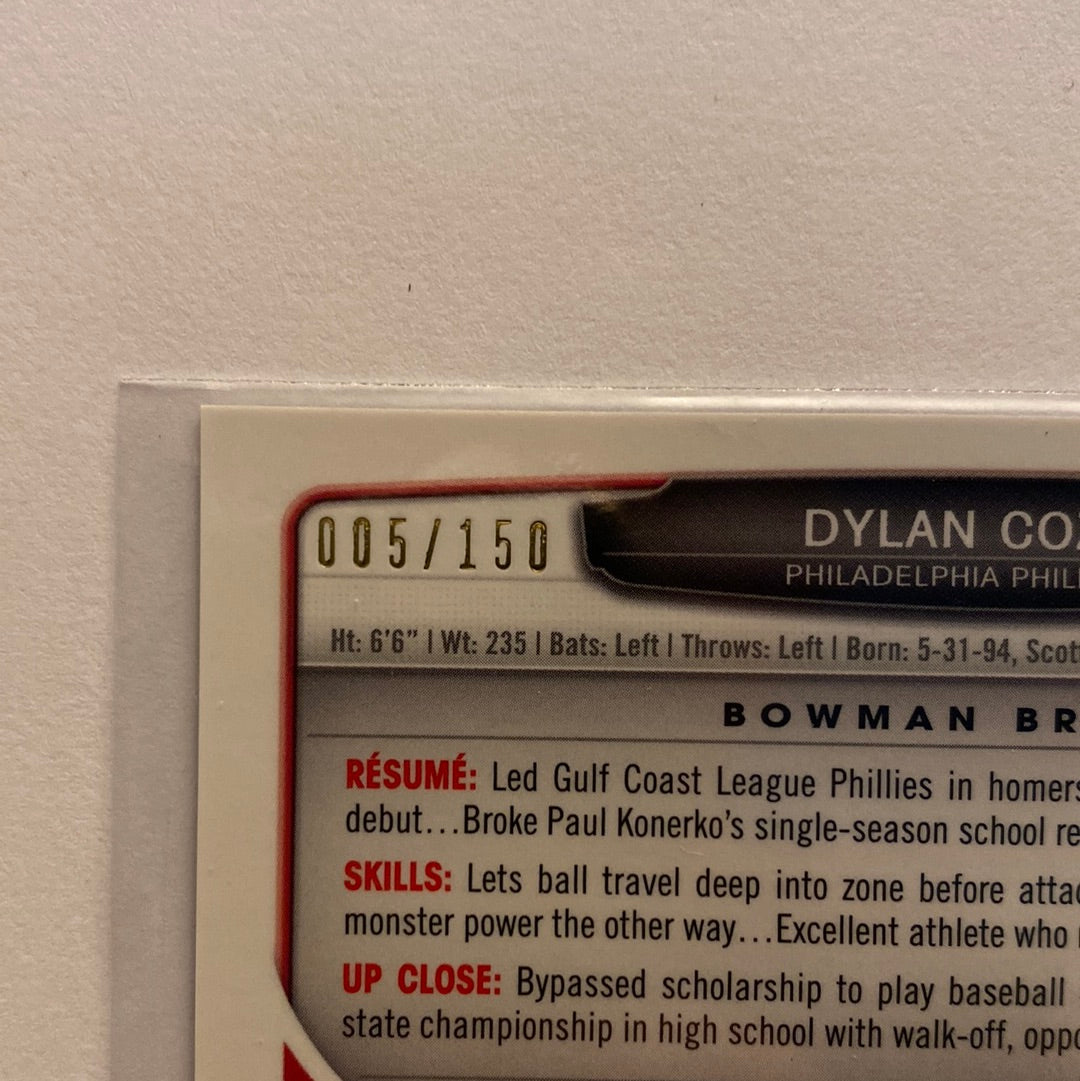 005/150
DYLAN CO
PHILADELPHIA PHIL
Ht: 6'6" | Wt: 235 | Bats: Left | Throws: Left | Born: 5-31-94, Scot
BOWMAN BR
RÉSUMÉ: Led Gulf Coast League Phillies in homers
debut...Broke Paul Konerko's single-season school re
SKILLS: Lets ball travel deep into zone before attac
monster power the other way...Excellent athlete who
UP CLOSE: Bypassed scholarship to play baseball
state championship in high school with walk-off, oppo